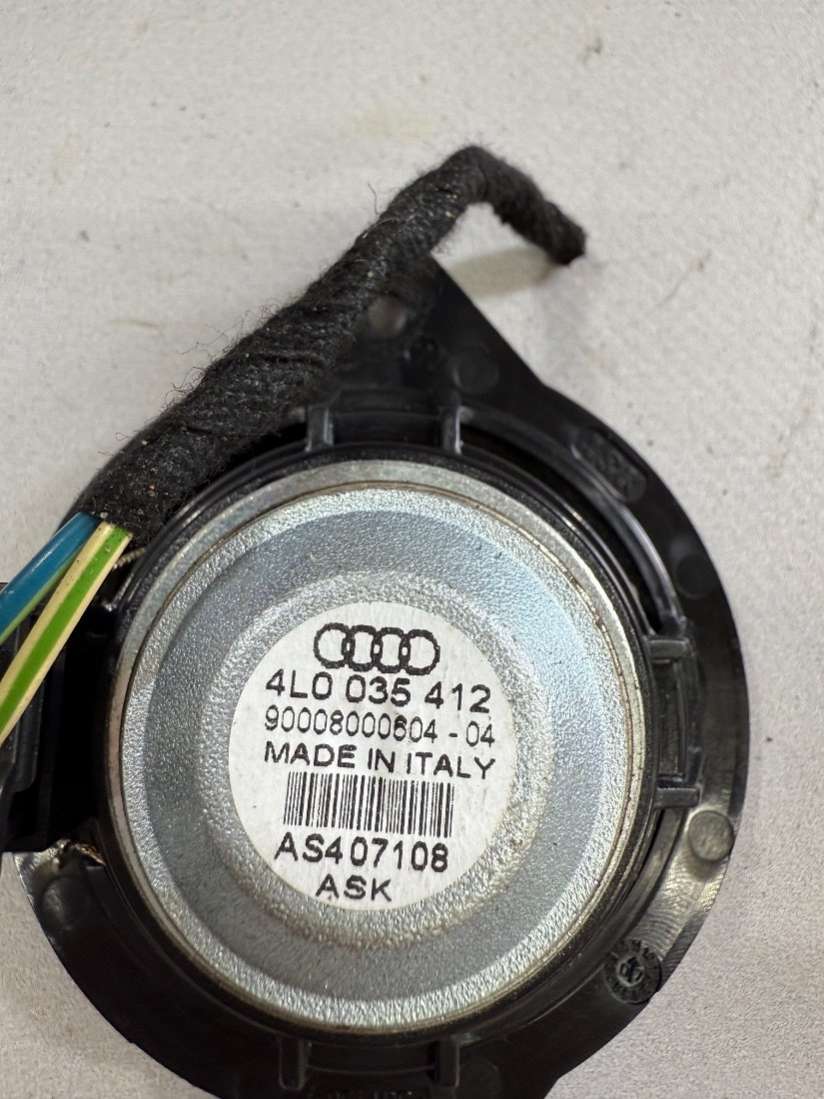 4L0 035 412
90008000604 - 04
MADE IN ITALY
AS407108
ASK